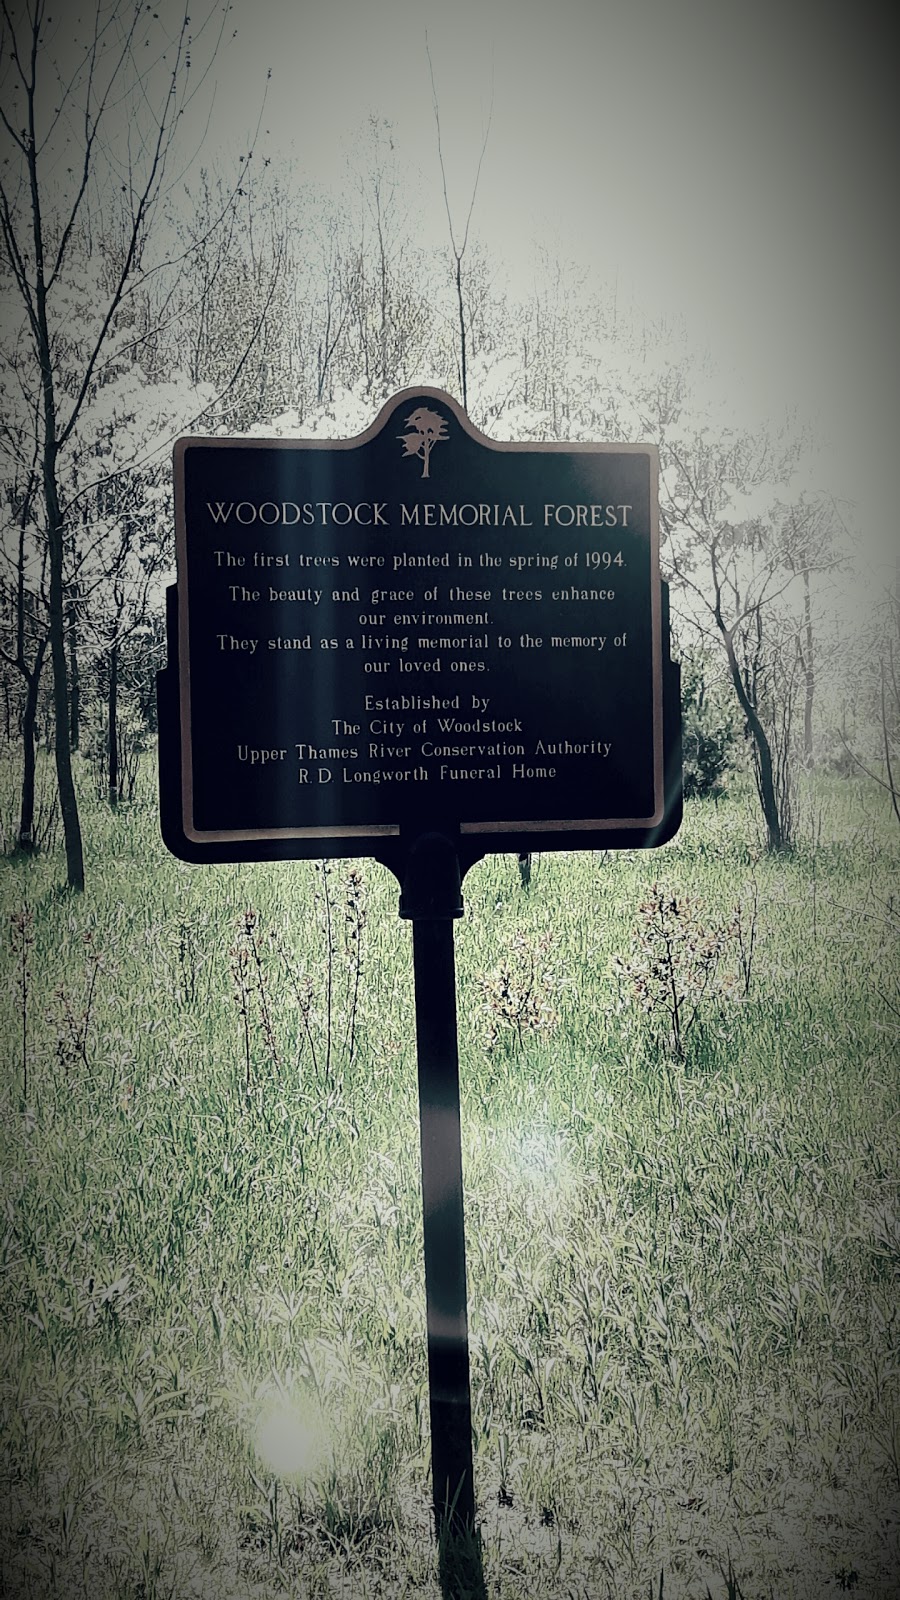 WOODSTOCK MEMORIAL FOREST
The first trees were planted in the spring of 1994.
The beauty and grace of these trees enhance
our environment.
They stand as a living memorial to the memory of
our loved ones.
Established by
The City of Woodstock
Upper Thames River Conservation Authority
R. D. Longworth Funeral Home